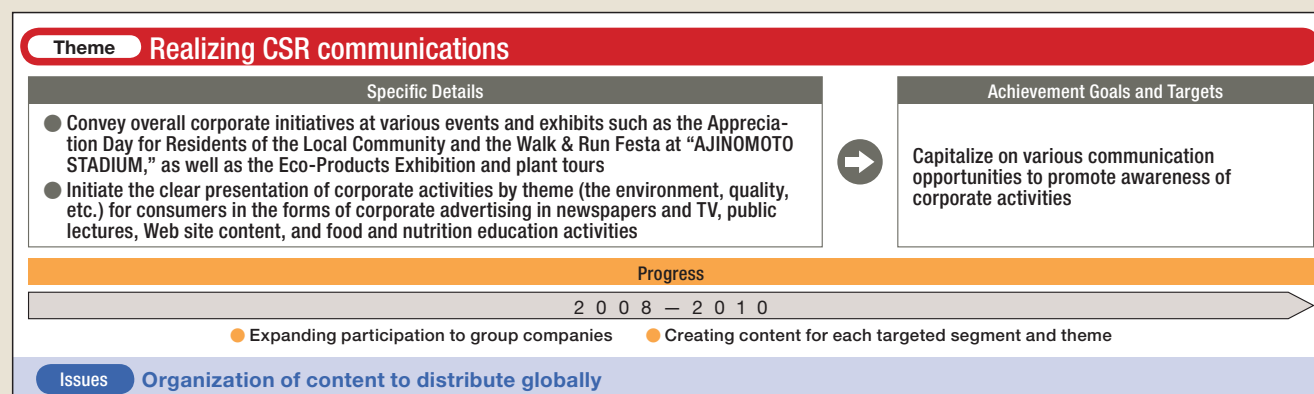 Theme Realizing CSR communications
Specific Details
● Convey overall corporate initiatives at various events and exhibits such as the Apprecia-
tion Day for Residents of the Local Community and the Walk & Run Festa at “AJINOMOTO
STADIUM,” as well as the Eco-Products Exhibition and plant tours
● Initiate the clear presentation of corporate activities by theme (the environment, quality,
etc.) for consumers in the forms of corporate advertising in newspapers and TV, public
lectures, Web site content, and food and nutrition education activities
Achievement Goals and Targets
Capitalize on various communication
opportunities to promote awareness of
corporate activities
Progress
2008—2010
● Expanding participation to group companies ● Creating content for each targeted segment and theme
Issues Organization of content to distribute globally